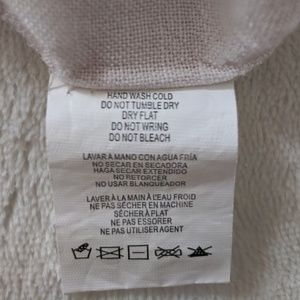 HAND WASH COLD
DO NOT TUMBLE DRY
DRY FLAT
DO NOT WRING
DO NOT BLEACH
LAVAR A MANO CON AGUA FRÍA
NO SECAR EN SECADORA
HAGA SECAR EXTENDIDO
NO RETORCER
NO USAR BLANQUEADOR
LAVER À LA MAIN À L'EAU FROID
NE PAS SÉCHER EN MACHINE
SÉCHER À PLAT
NE PAS ESSORER
NE PAS UTILISER AGENT